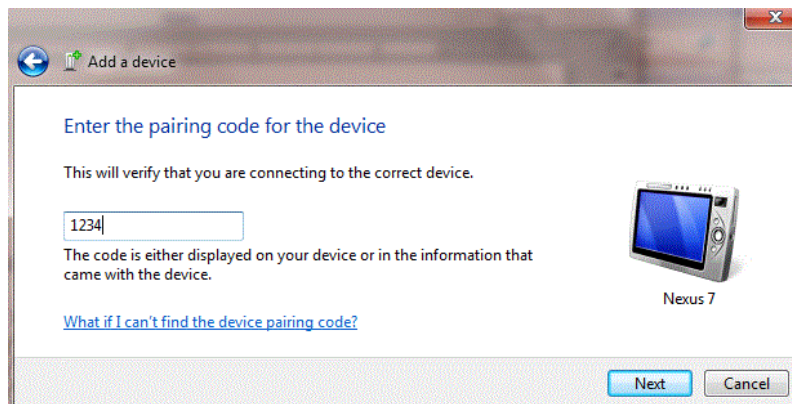 Add a device
Enter the pairing code for the device
This will verify that you are connecting to the correct device.
1234
The code is either displayed on your device or in the information that
came with the device.
Nexus 7
What if I can't find the device pairing code?
Next Cancel